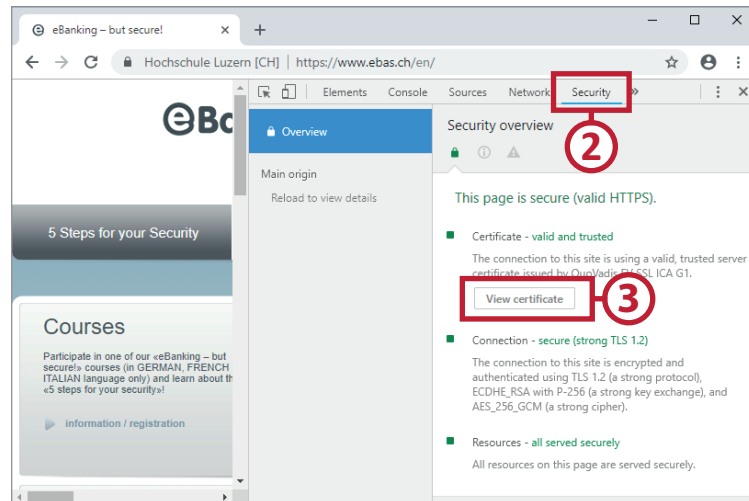 eBanking – but secure!
Hochschule Luzern [CH] | https://www.ebas.ch/en/
Elements Console Sources Network Security »
eBa
Overview
Security overview
2
Main origin
Reload to view details
This page is secure (valid HTTPS).
5 Steps for your Security
Certificate - valid and trusted
The connection to this site is using a valid, trusted server
certificate issued by QuoVadis EV SSL ICA G1.
View certificate
3
Courses
Participate in one of our «eBanking – but
secure!» courses (in GERMAN, FRENCH
ITALIAN language only) and learn about th
«5 steps for your security»!
information / registration
Connection - secure (strong TLS 1.2)
The connection to this site is encrypted and
authenticated using TLS 1.2 (a strong protocol),
ECDHE_RSA with P-256 (a strong key exchange), and
AES_256_GCM (a strong cipher).
Resources - all served securely
All resources on this page are served securely.